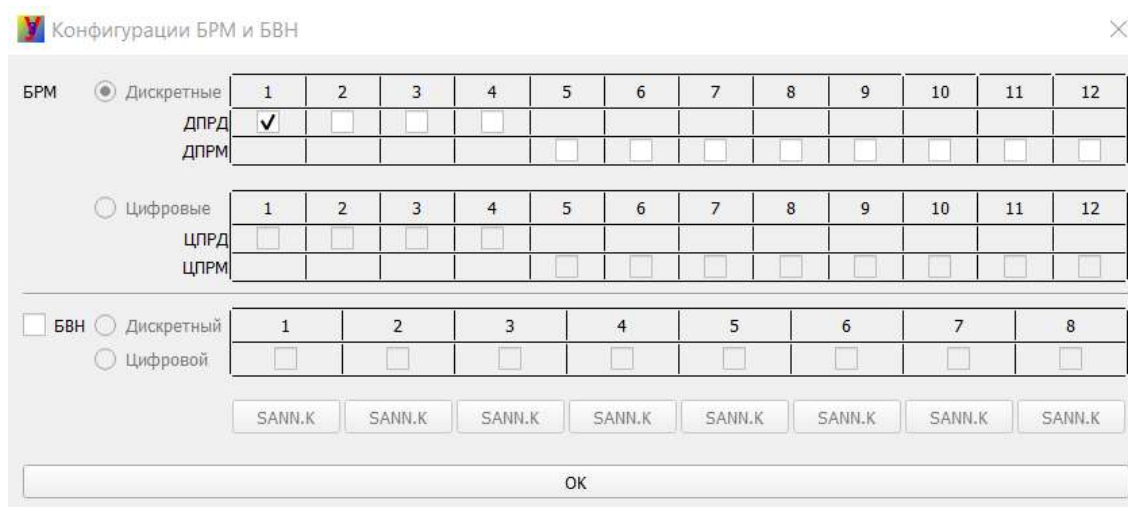 Конфигурации БРМ и БВН
БРМ Дискретные 1 2 3 4 5 6 7 8 9 10 11 12
ДПРД
ДПРМ
Цифровые 1 2 3 4 5 6 7 8 9 10 11 12
ЦПРД
ЦПРМ
БВН Дискретный 1 2 3 4 5 6 7 8
Цифровой
SANN.K SANN.K SANN.K SANN.K SANN.K SANN.K SANN.K SANN.K
OK